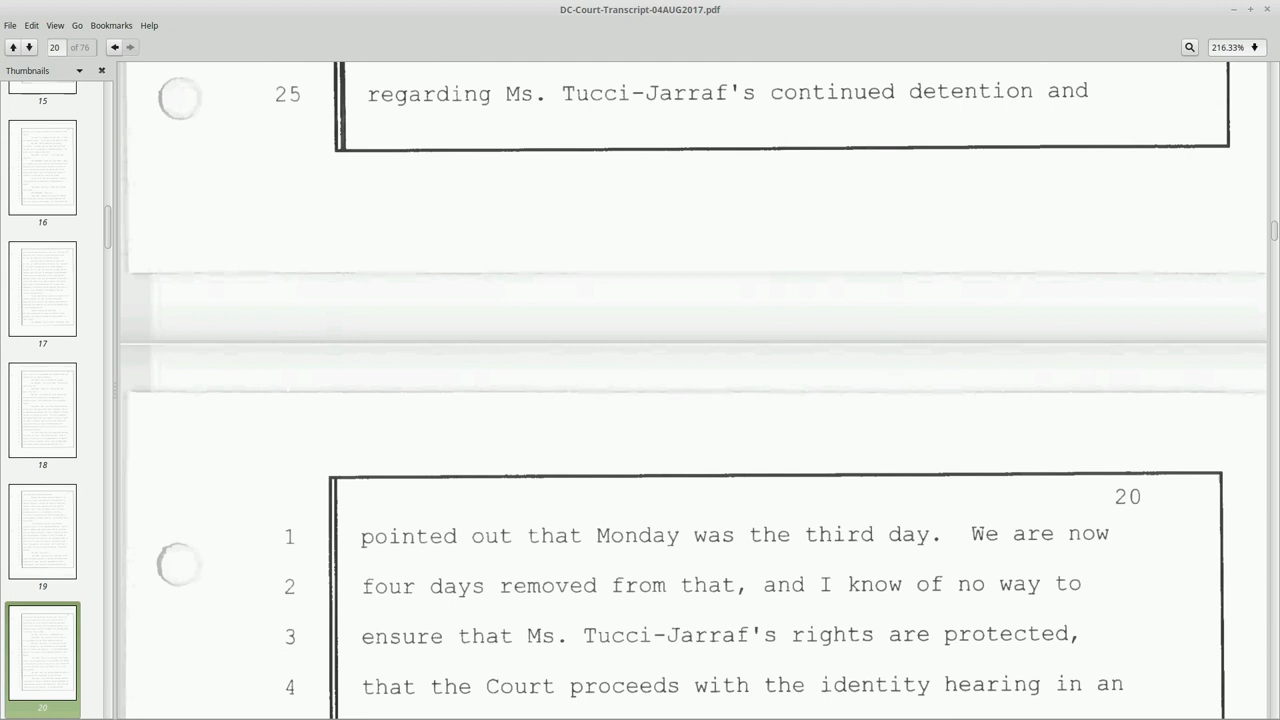 DC-Court-Transcript-04AUG2017.pdf
File Edit View Go Bookmarks Help
20 of 76
216.33%
Thumbnails
15
16
17
18
19
20
25 regarding Ms. Tucci-Jarraf's continued detention and
20
1 pointed out that Monday was the third day. We are now
2 four days removed from that, and I know of no way to
3 ensure that Ms. Tucci-Jarraf's rights are protected,
4 that the Court proceeds with the identity hearing in an